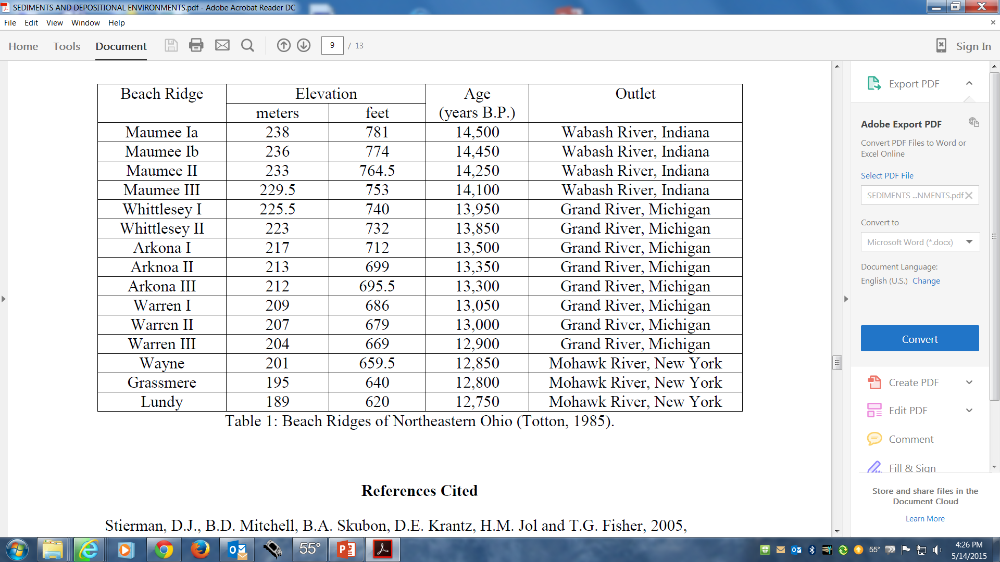 SEDIMENTS AND DEPOSITIONAL ENVIRONMENTS.pdf - Adobe Acrobat Reader DC
File Edit View Window Help
Home Tools Document 9 / 13 Sign In
Beach Ridge Elevation Age Outlet
meters feet (years B.P.)
Maumee Ia 238 781 14,500 Wabash River, Indiana
Maumee Ib 236 774 14,450 Wabash River, Indiana
Maumee II 233 764.5 14,250 Wabash River, Indiana
Maumee III 229.5 753 14,100 Wabash River, Indiana
Whittlesey I 225.5 740 13,950 Grand River, Michigan
Whittlesey II 223 732 13,850 Grand River, Michigan
Arkona I 217 712 13,500 Grand River, Michigan
Arknoa II 213 699 13,350 Grand River, Michigan
Arkona III 212 695.5 13,300 Grand River, Michigan
Warren I 209 686 13,050 Grand River, Michigan
Warren II 207 679 13,000 Grand River, Michigan
Warren III 204 669 12,900 Grand River, Michigan
Wayne 201 659.5 12,850 Mohawk River, New York
Grassmere 195 640 12,800 Mohawk River, New York
Lundy 189 620 12,750 Mohawk River, New York
Table 1: Beach Ridges of Northeastern Ohio (Totton, 1985).
References Cited
Stierman, D.J., B.D. Mitchell, B.A. Skubon, D.E. Krantz, H.M. Jol and T.G. Fisher, 2005,
Export PDF
Adobe Export PDF
Convert PDF Files to Word or
Excel Online
Select PDF File
SEDIMENTS ...NMENTS.pdf
Convert to
Microsoft Word (*.docx)
Document Language:
English (U.S.) Change
Convert
Create PDF
Edit PDF
Comment
Fill & Sign
Store and share files in the
Document Cloud
Learn More
55° 55° 4:26 PM
5/14/2015